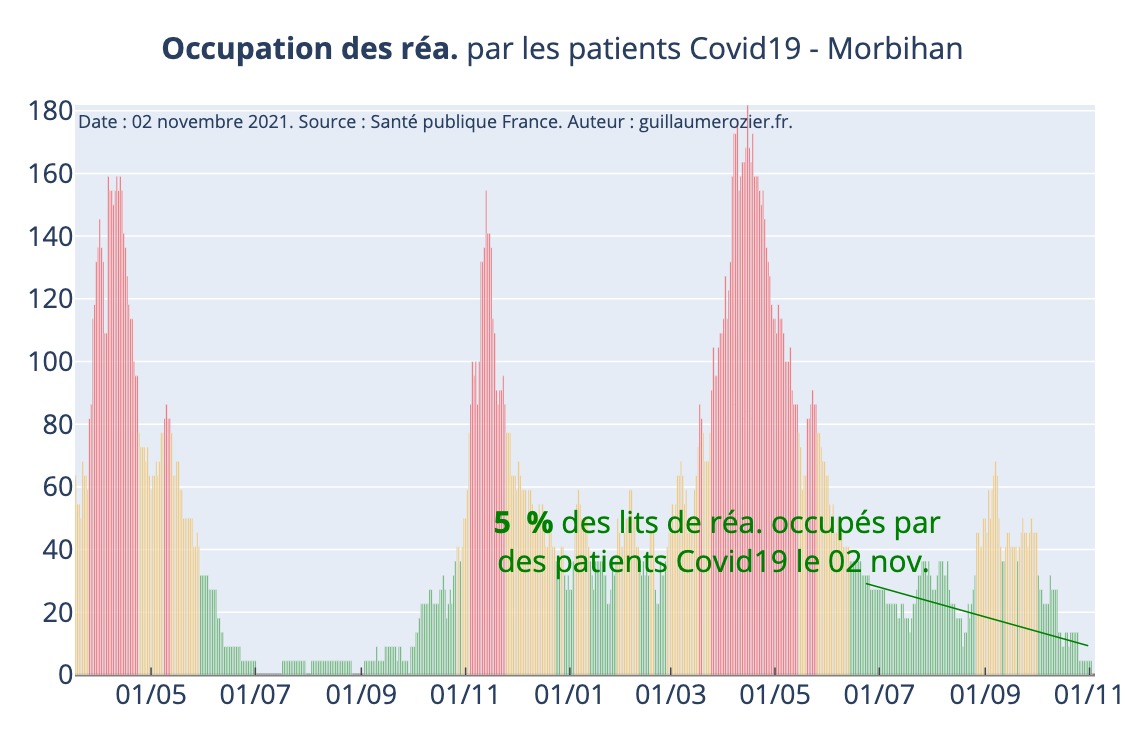 Occupation des réa. par les patients Covid19 - Morbihan
180
Date : 02 novembre 2021. Source : Santé publique France. Auteur : guillaumerozier.fr.
160
140
120
100
80
60
5 % des lits de réa. occupés par
des patients Covid19 le 02 nov.
40
20
0
01/05 01/07 01/09 01/11 01/01 01/03 01/05 01/07 01/09 01/11